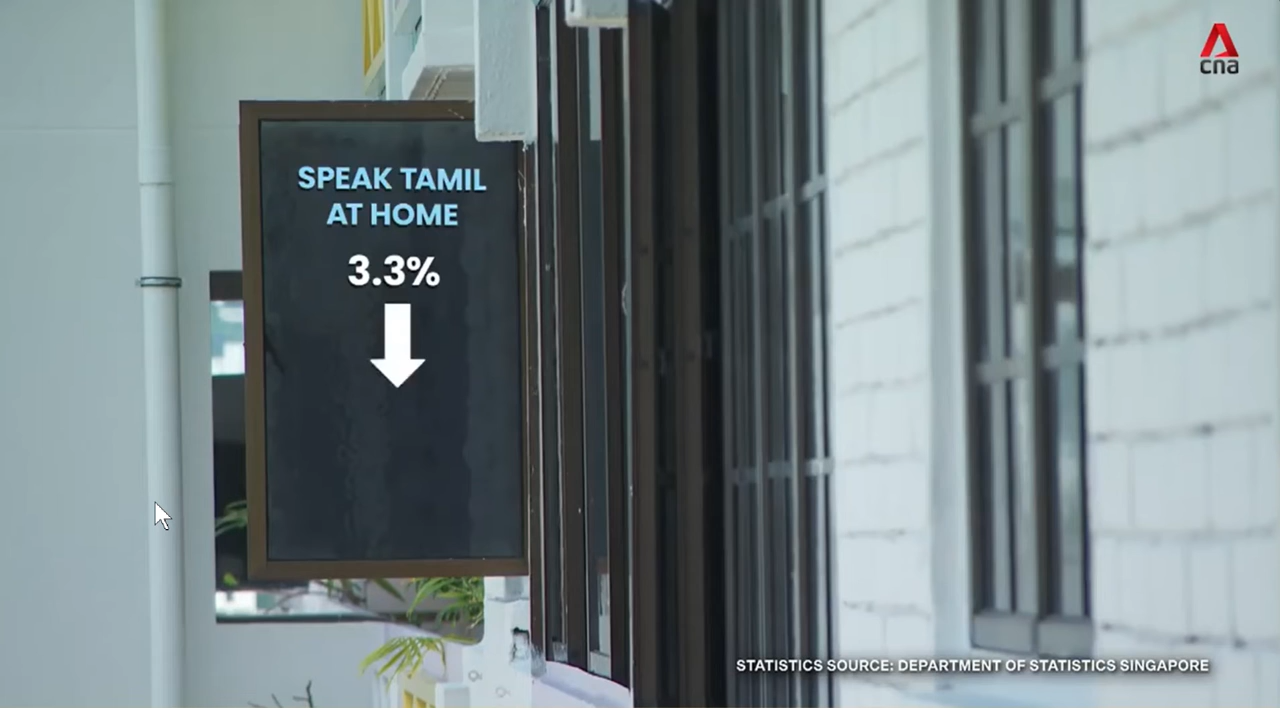 cna
SPEAK TAMIL
AT HOME
3.3%
STATISTICS SOURCE: DEPARTMENT OF STATISTICS SINGAPORE